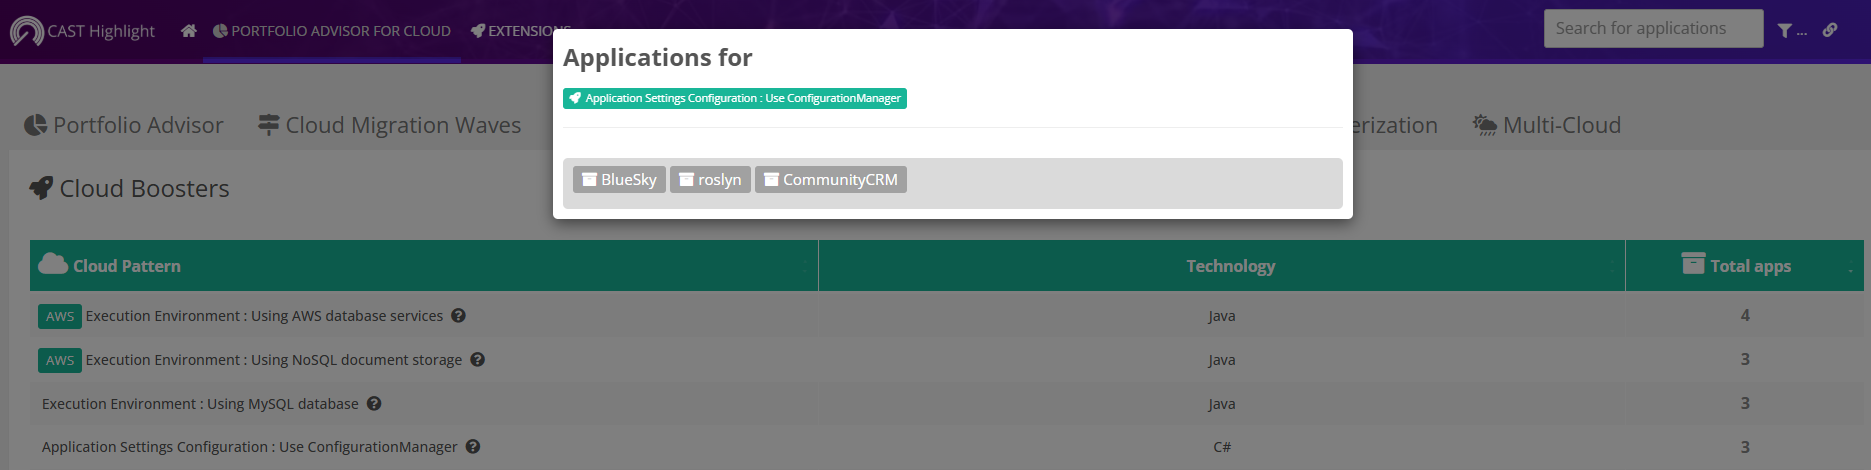 CAST Highlight
PORTFOLIO ADVISOR FOR CLOUD
EXTENSIONS
Search for applications
...
Applications for
Application Settings Configuration : Use ConfigurationManager
Portfolio Advisor
Cloud Migration Waves
erization
Multi-Cloud
BlueSky roslyn CommunityCRM
Cloud Boosters
Cloud Pattern Technology Total apps
AWS Execution Environment : Using AWS database services ? Java 4
AWS Execution Environment : Using NoSQL document storage ? Java 3
Execution Environment : Using MySQL database ? Java 3
Application Settings Configuration : Use ConfigurationManager ? C# 3